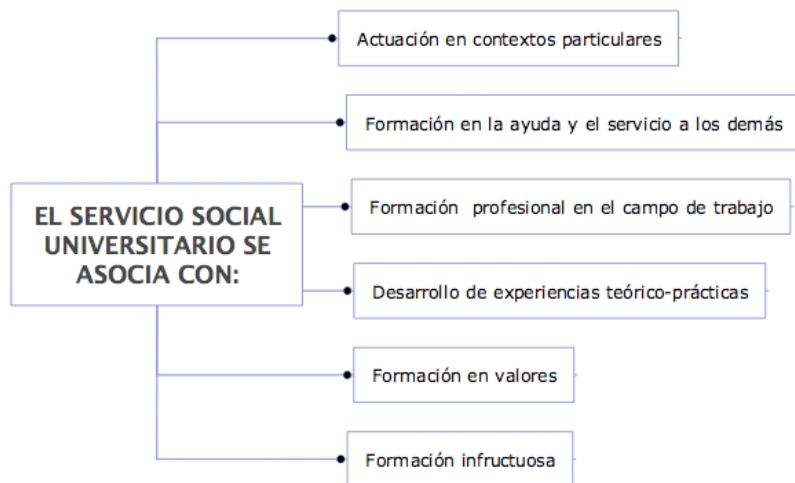 Actuación en contextos particulares
Formación en la ayuda y el servicio a los demás
EL SERVICIO SOCIAL
UNIVERSITARIO SE
ASOCIA CON:
Formación profesional en el campo de trabajo
Desarrollo de experiencias teórico-prácticas
Formación en valores
Formación infructuosa